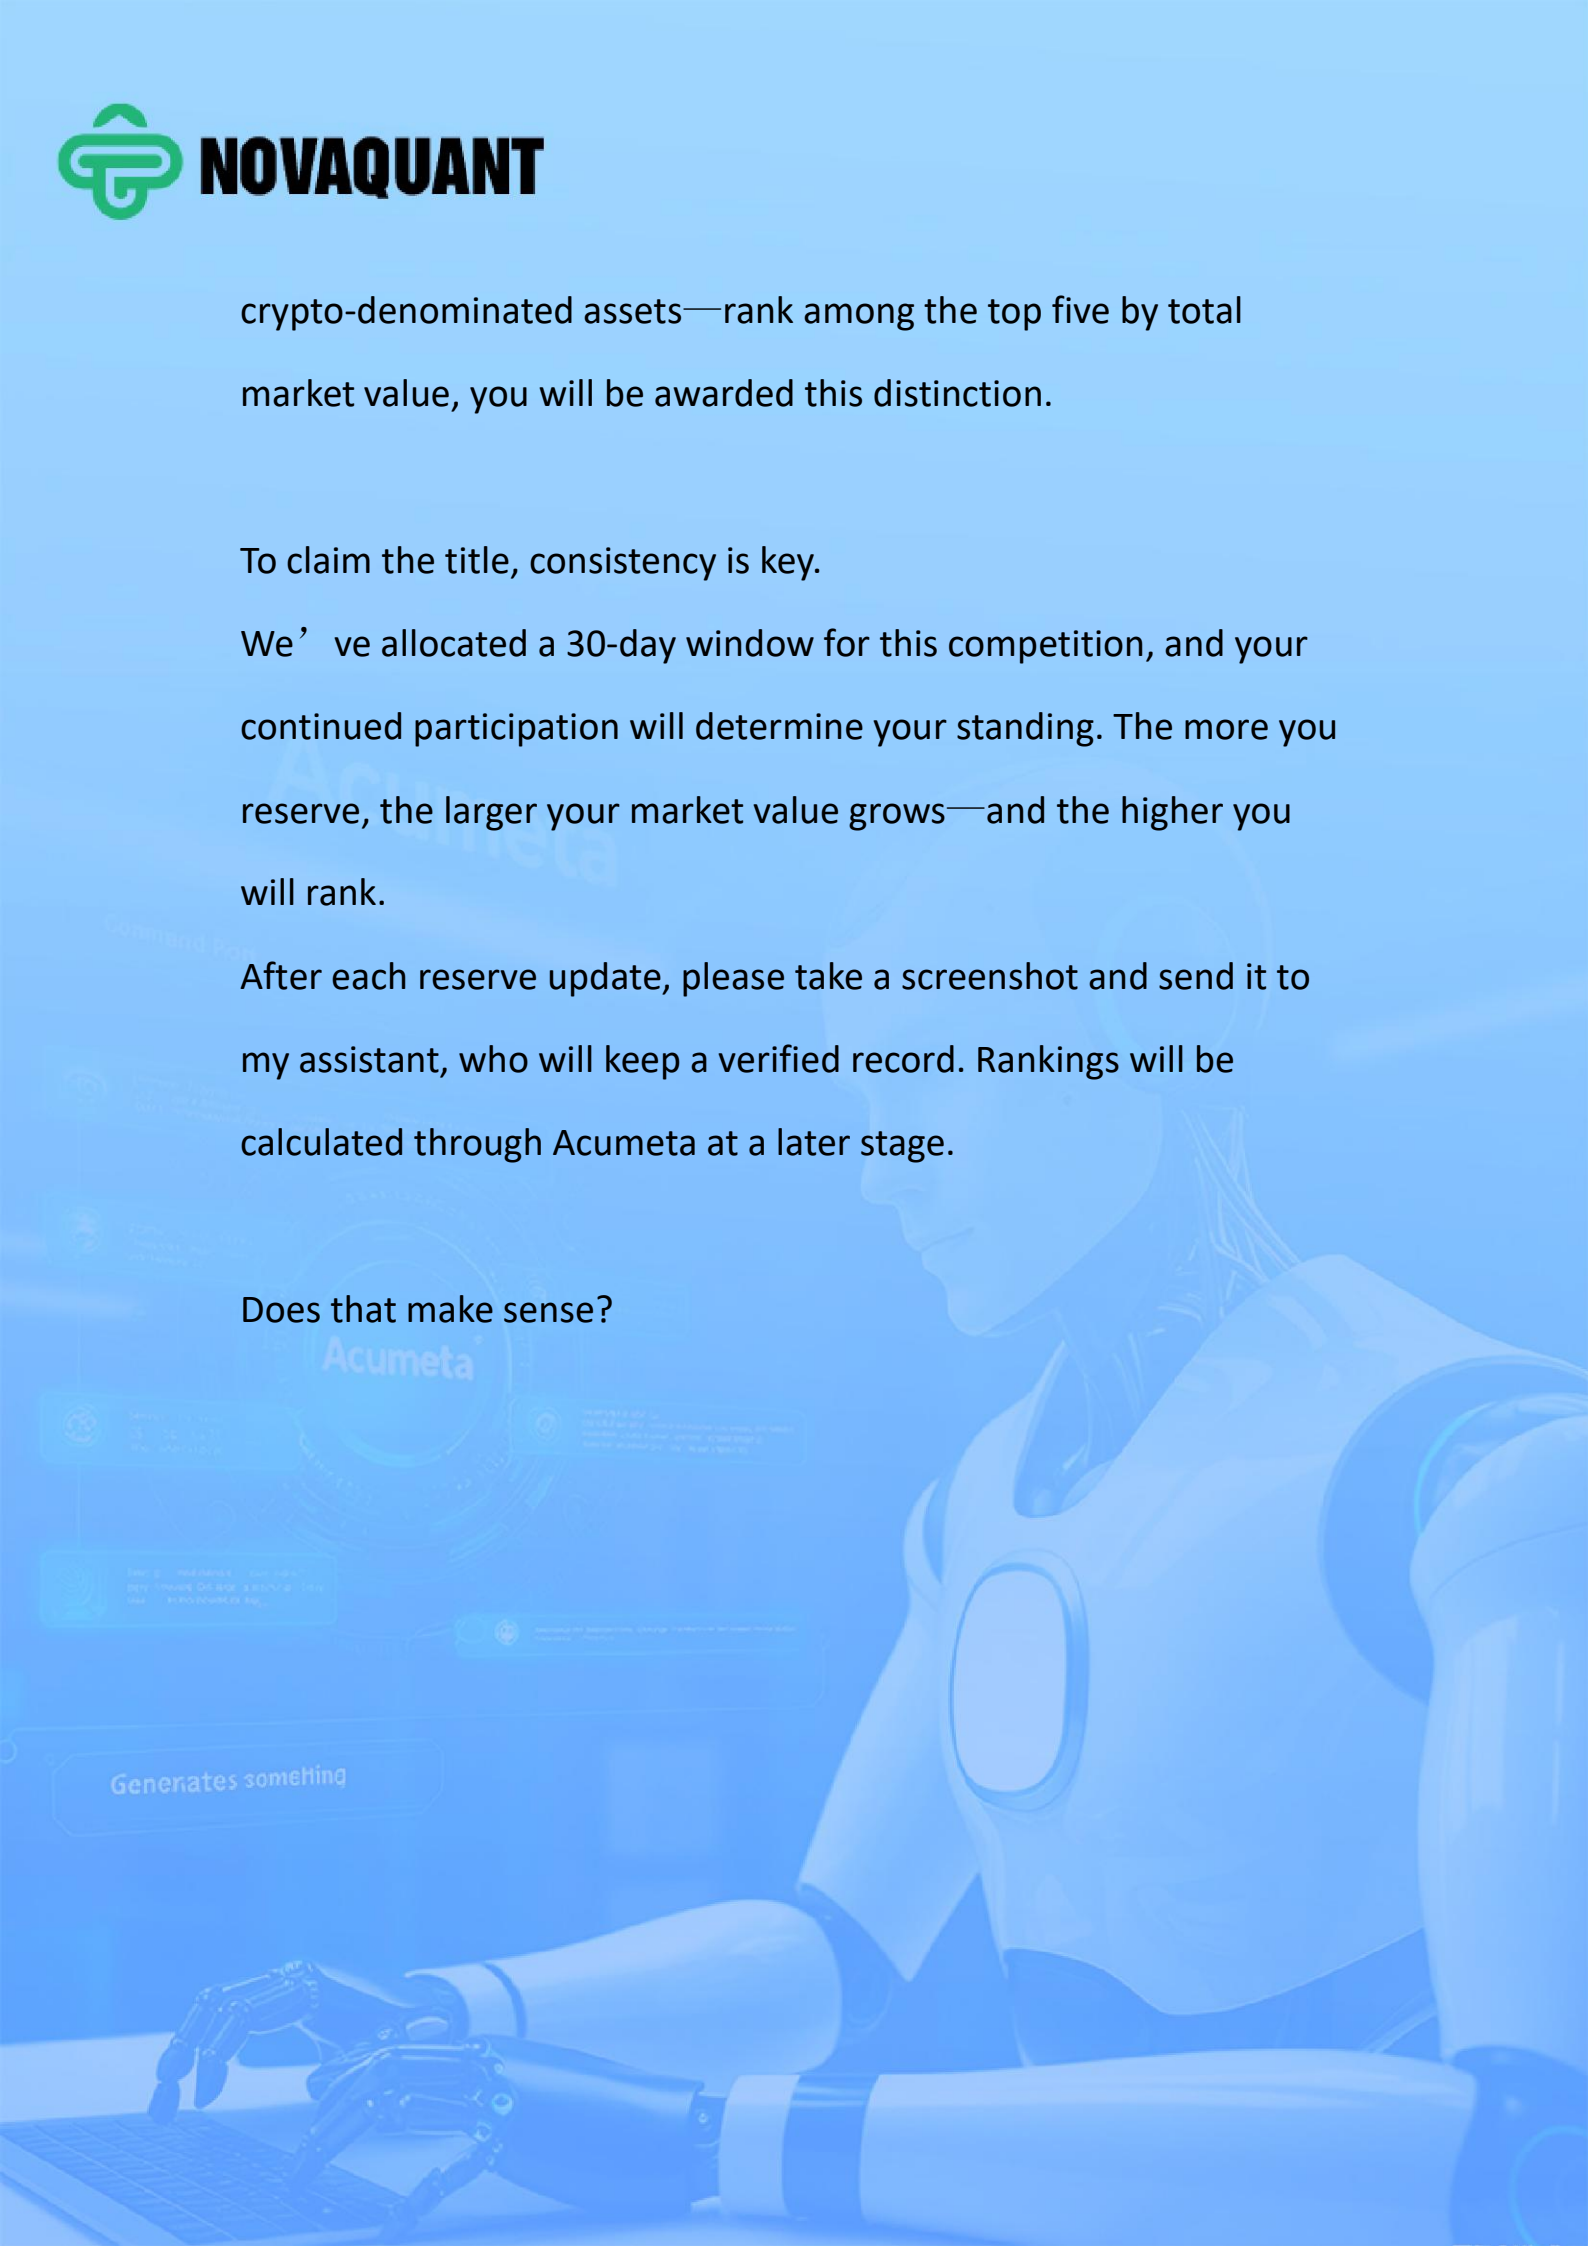 NOVAQUANT
crypto-denominated assets—rank among the top five by total
market value, you will be awarded this distinction.
To claim the title, consistency is key.
We’ve allocated a 30-day window for this competition, and your
continued participation will determine your standing. The more you
reserve, the larger your market value grows—and the higher you
will rank.
After each reserve update, please take a screenshot and send it to
my assistant, who will keep a verified record. Rankings will be
calculated through Acumeta at a later stage.
Does that make sense?
Acumeta
Acumeta
Generates something